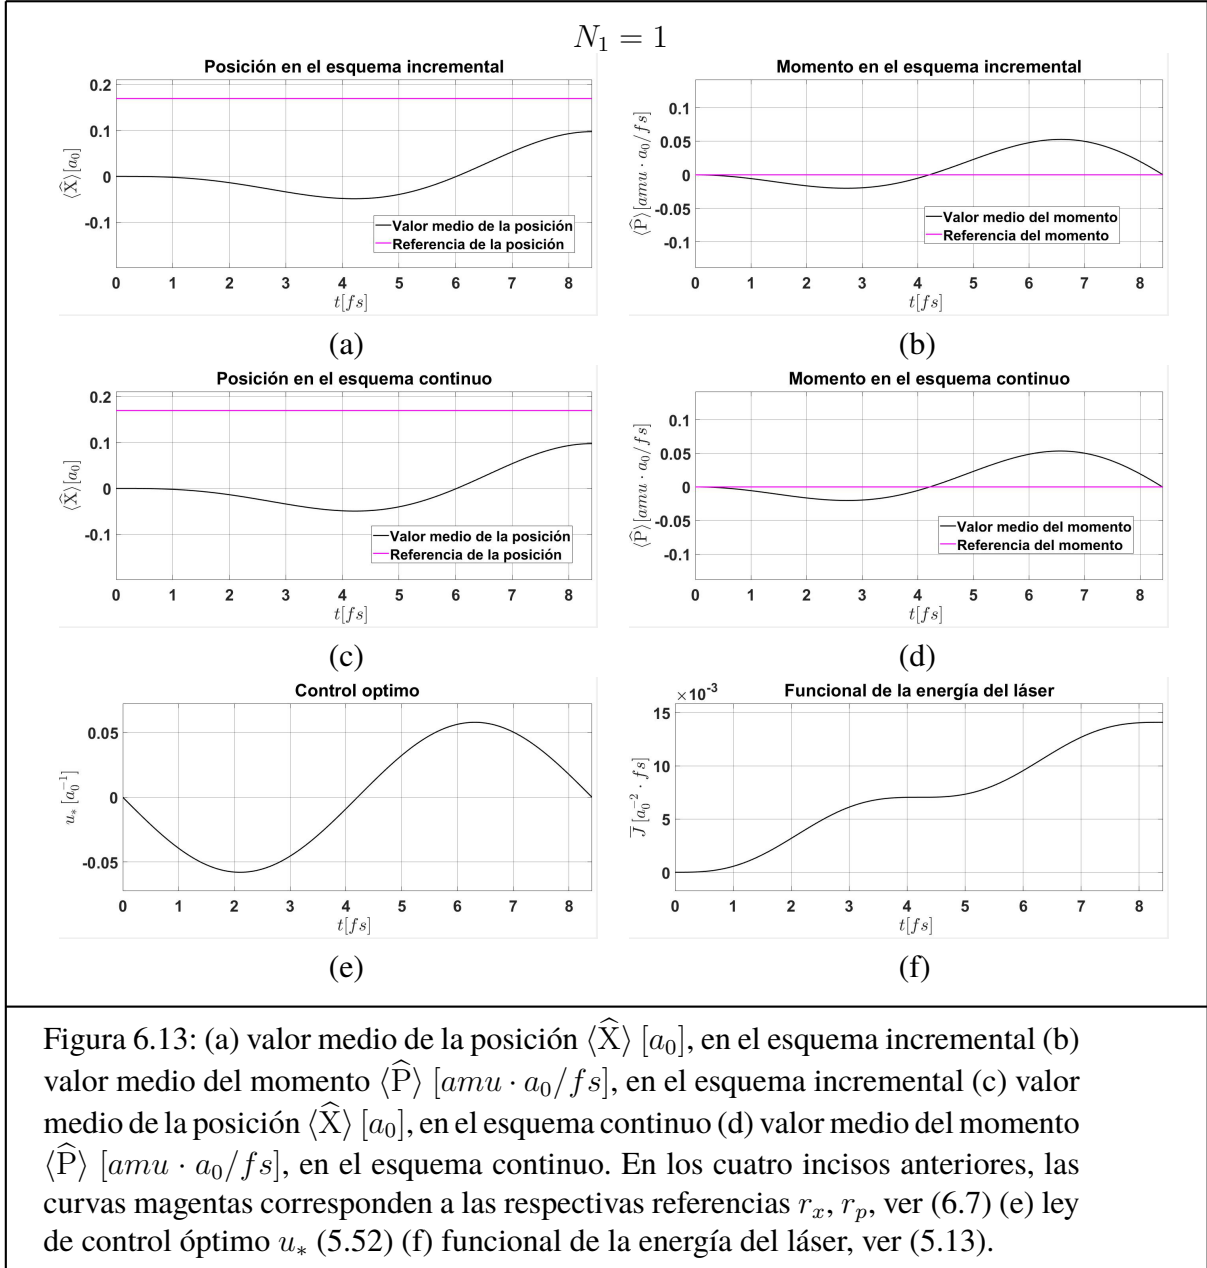 N₁ = 1
Posición en el esquema incremental
0.2
0.1
0
-0.1
⟨X̂⟩[a₀]
Valor medio de la posición
Referencia de la posición
0 1 2 3 4 5 6 7 8
t[fs]
(a)
Momento en el esquema incremental
0.1
0.05
0
-0.05
-0.1
⟨P̂⟩[amu · a₀/fs]
Valor medio del momento
Referencia del momento
0 1 2 3 4 5 6 7 8
t[fs]
(b)
Posición en el esquema continuo
0.2
0.1
0
-0.1
⟨X̂⟩[a₀]
Valor medio de la posición
Referencia de la posición
0 1 2 3 4 5 6 7 8
t[fs]
(c)
Momento en el esquema continuo
0.1
0.05
0
-0.05
-0.1
⟨P̂⟩[amu · a₀/fs]
Valor medio del momento
Referencia del momento
0 1 2 3 4 5 6 7 8
t[fs]
(d)
Control optimo
0.05
0
-0.05
u∗ [a₀⁻¹]
0 1 2 3 4 5 6 7 8
t[fs]
(e)
Funcional de la energía del láser
×10⁻³
15
10
5
0
J̅ [a₀⁻² · fs]
0 1 2 3 4 5 6 7 8
t[fs]
(f)
Figura 6.13: (a) valor medio de la posición ⟨X̂⟩ [a₀], en el esquema incremental (b)
valor medio del momento ⟨P̂⟩ [amu · a₀/fs], en el esquema incremental (c) valor
medio de la posición ⟨X̂⟩ [a₀], en el esquema continuo (d) valor medio del momento
⟨P̂⟩ [amu · a₀/fs], en el esquema continuo. En los cuatro incisos anteriores, las
curvas magentas corresponden a las respectivas referencias rₓ, rₚ, ver (6.7) (e) ley
de control óptimo u∗ (5.52) (f) funcional de la energía del láser, ver (5.13).